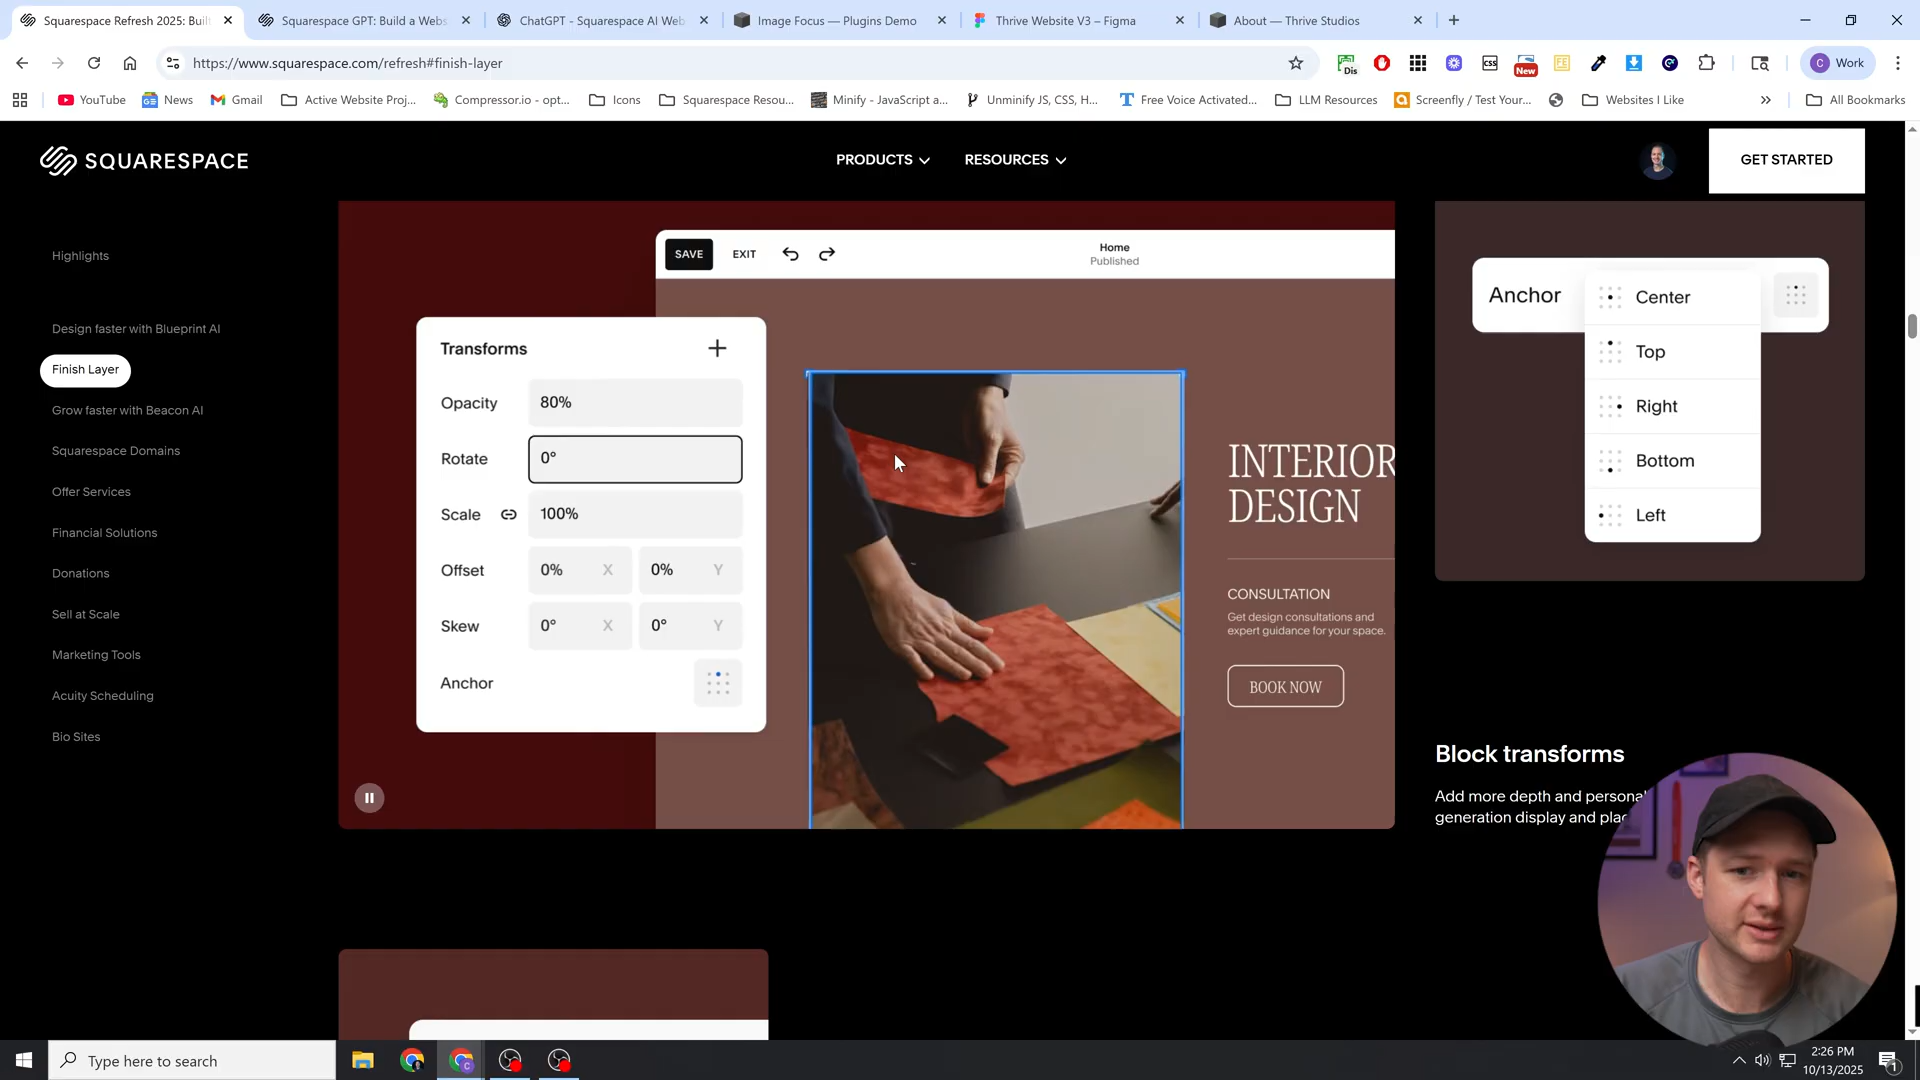 Squarespace Refresh 2025: Buil
Squarespace GPT: Build a Webs
ChatGPT - Squarespace AI Web
Image Focus — Plugins Demo
Thrive Website V3 – Figma
About — Thrive Studios
https://www.squarespace.com/refresh#finish-layer
Dis
CSS
New
C Work
YouTube
News
Gmail
Active Website Proj...
Compressor.io - opt...
Icons
Squarespace Resou...
Minify - JavaScript a...
Unminify JS, CSS, H...
Free Voice Activated...
LLM Resources
Screenfly / Test Your...
Websites I Like
All Bookmarks
SQUARESPACE
PRODUCTS
RESOURCES
GET STARTED
Highlights
Design faster with Blueprint AI
Finish Layer
Grow faster with Beacon AI
Squarespace Domains
Offer Services
Financial Solutions
Donations
Sell at Scale
Marketing Tools
Acuity Scheduling
Bio Sites
SAVE
EXIT
Home
Published
Transforms
Opacity 80%
Rotate 0°
Scale 100%
Offset 0% X 0% Y
Skew 0° X 0° Y
Anchor
INTERIOR
DESIGN
CONSULTATION
Get design consultations and
expert guidance for your space.
BOOK NOW
Anchor
Center
Top
Right
Bottom
Left
Block transforms
Add more depth and personal
generation display and plac
Type here to search
2:26 PM
10/13/2025
1